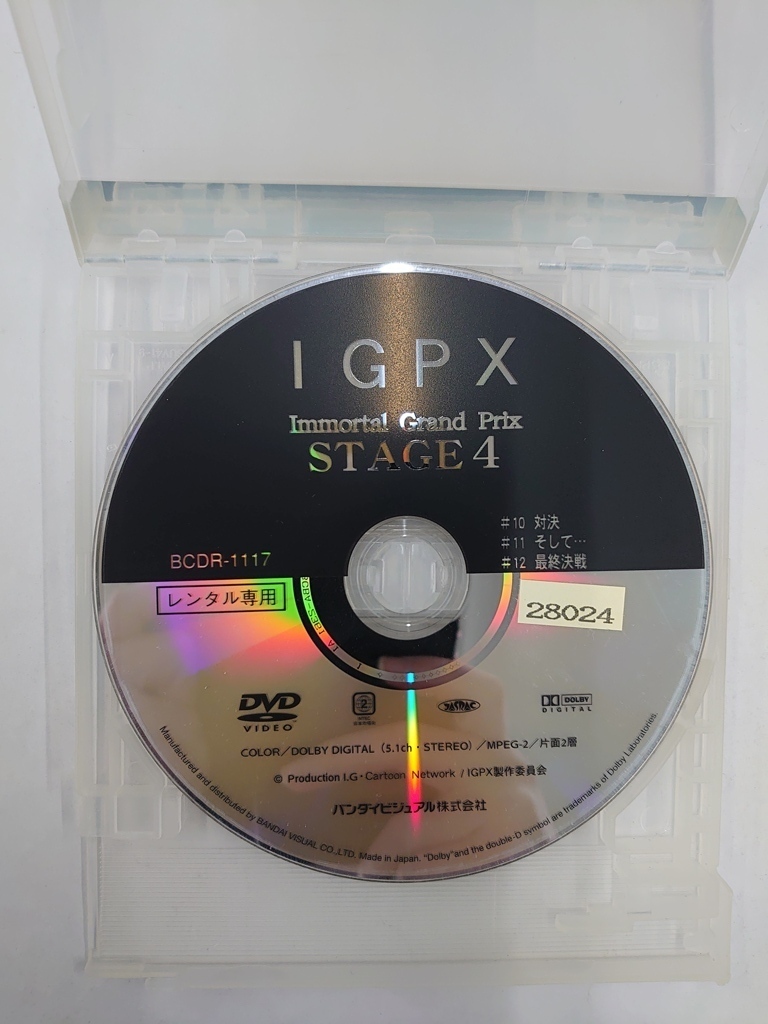 IGPX
Immortal Grand Prix
STAGE 4
#10 対決
#11 そして…
#12 最終決戦
BCDR-1117
レンタル専用
28024
DVD
VIDEO
2
DOLBY
DIGITAL
COLOR／DOLBY DIGITAL（5.1ch・STEREO）／MPEG-2／片面2層
© Production I.G・Cartoon Network / IGPX製作委員会
バンダイビジュアル株式会社
Manufactured and distributed by BANDAI VISUAL CO.,LTD. Made in Japan. "Dolby"and the double-D symbol are trademarks of Dolby Laboratories.